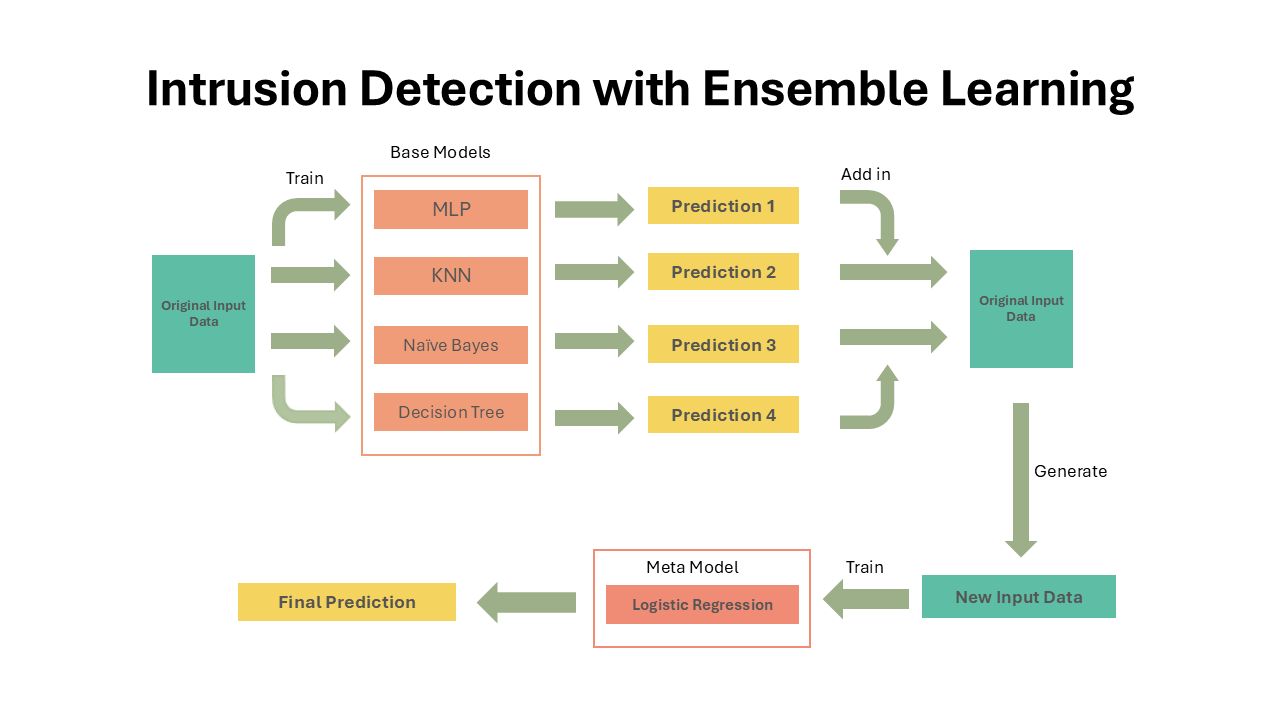 Intrusion Detection with Ensemble Learning
Base Models
Train
Add in
MLP
Prediction 1
KNN
Prediction 2
Original Input
Data
Original Input
Data
Naïve Bayes
Prediction 3
Decision Tree
Prediction 4
Generate
Meta Model
Train
Final Prediction
Logistic Regression
New Input Data